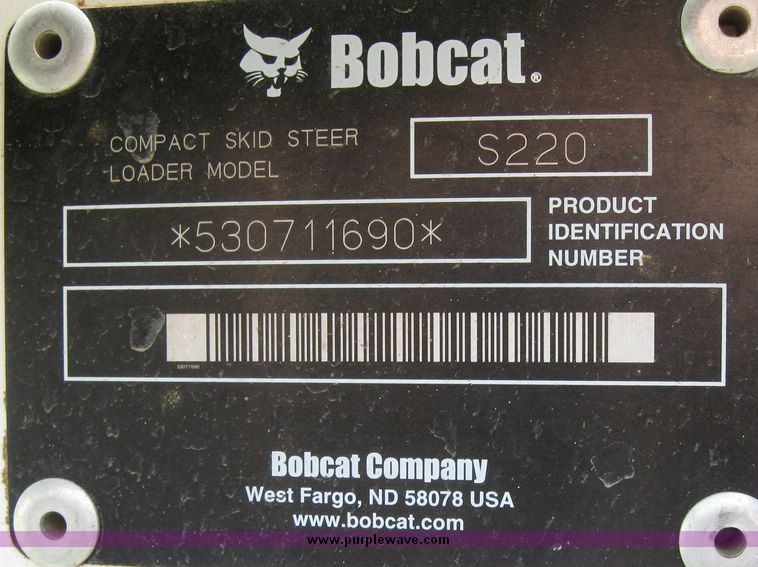 Bobcat®
COMPACT SKID STEER
LOADER MODEL
S220
*530711690*
PRODUCT
IDENTIFICATION
NUMBER
530711690
Bobcat Company
West Fargo, ND 58078 USA
www.bobcat.com
www.purplewave.com